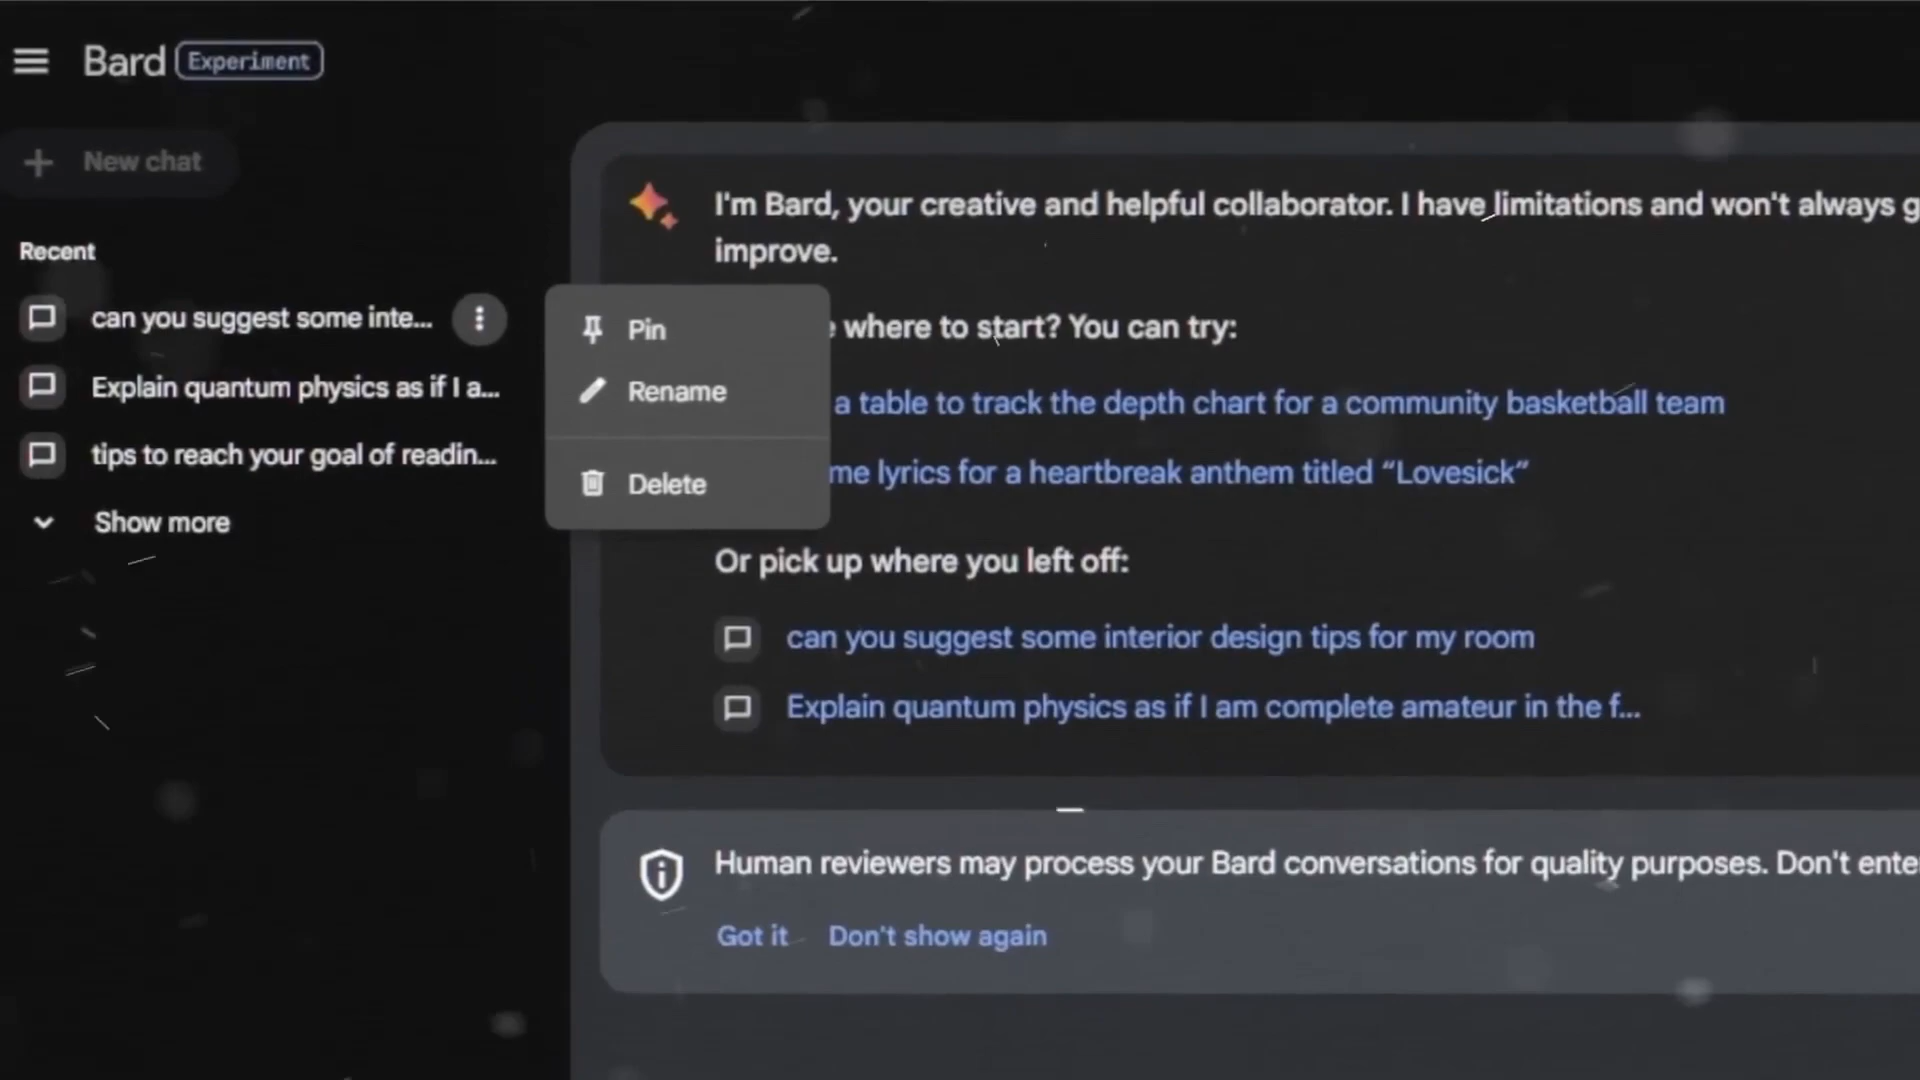 Bard Experiment
New chat
Recent
can you suggest some inte...
Explain quantum physics as if I a...
tips to reach your goal of readin...
Show more
Pin
Rename
Delete
I'm Bard, your creative and helpful collaborator. I have limitations and won't always g
improve.
where to start? You can try:
a table to track the depth chart for a community basketball team
me lyrics for a heartbreak anthem titled “Lovesick”
Or pick up where you left off:
can you suggest some interior design tips for my room
Explain quantum physics as if I am complete amateur in the f...
Human reviewers may process your Bard conversations for quality purposes. Don't ente
Got it Don't show again